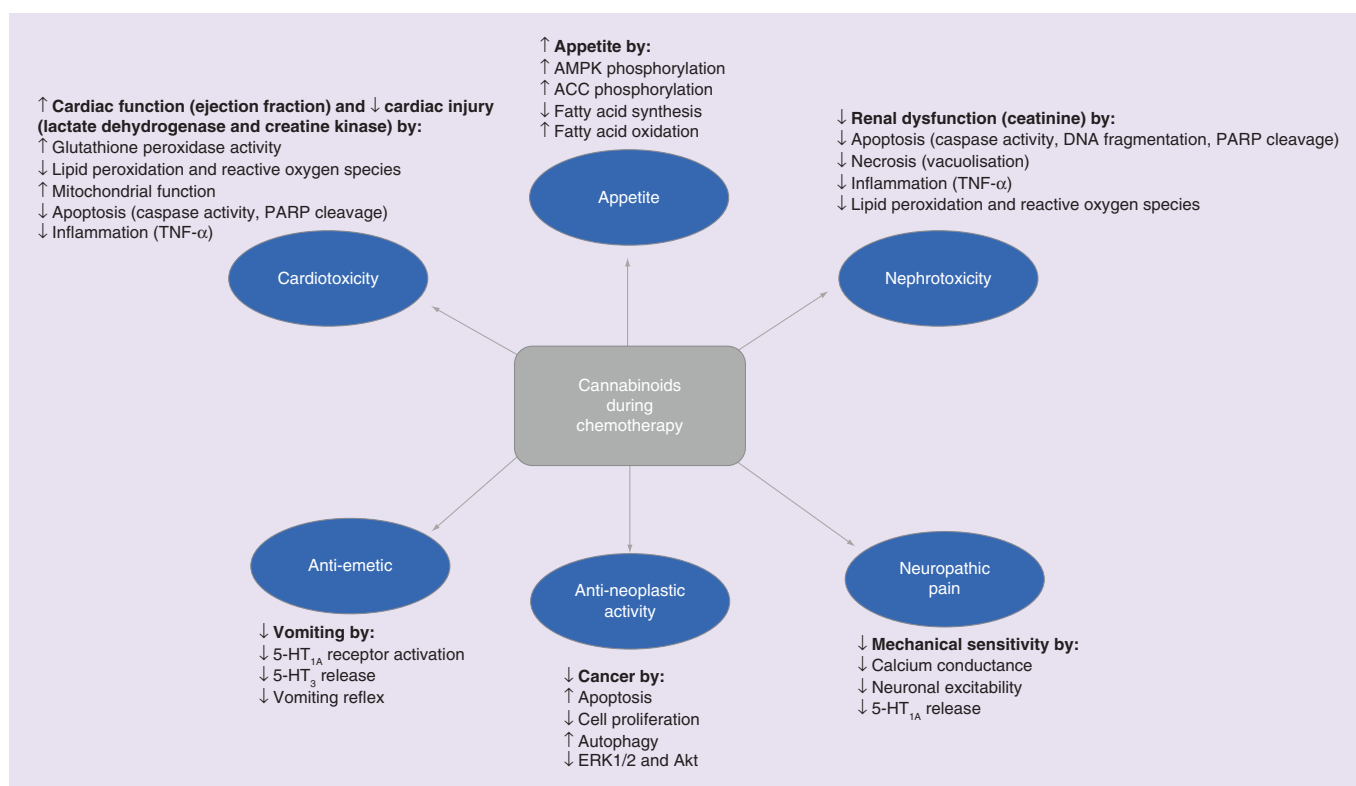 ↑ Appetite by:
↑ AMPK phosphorylation
↑ ACC phosphorylation
↓ Fatty acid synthesis
↑ Fatty acid oxidation
Appetite
↑ Cardiac function (ejection fraction) and ↓ cardiac injury
(lactate dehydrogenase and creatine kinase) by:
↑ Glutathione peroxidase activity
↓ Lipid peroxidation and reactive oxygen species
↑ Mitochondrial function
↓ Apoptosis (caspase activity, PARP cleavage)
↓ Inflammation (TNF-α)
Cardiotoxicity
↓ Renal dysfunction (ceatinine) by:
↓ Apoptosis (caspase activity, DNA fragmentation, PARP cleavage)
↓ Necrosis (vacuolisation)
↓ Inflammation (TNF-α)
↓ Lipid peroxidation and reactive oxygen species
Nephrotoxicity
Cannabinoids
during
chemotherapy
Anti-emetic
↓ Vomiting by:
↓ 5-HT1A receptor activation
↓ 5-HT3 release
↓ Vomiting reflex
Anti-neoplastic
activity
↓ Cancer by:
↑ Apoptosis
↓ Cell proliferation
↑ Autophagy
↓ ERK1/2 and Akt
Neuropathic
pain
↓ Mechanical sensitivity by:
↓ Calcium conductance
↓ Neuronal excitability
↓ 5-HT1A release